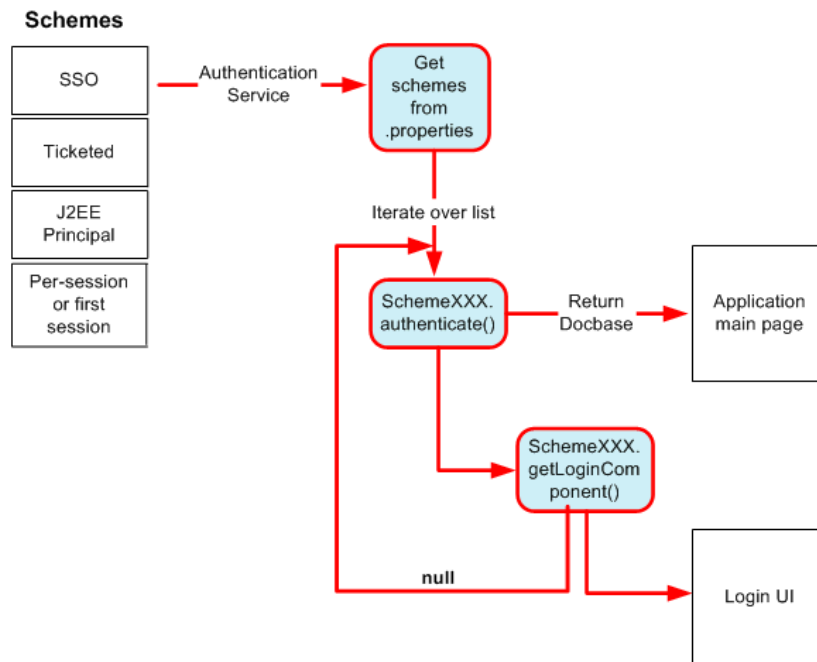 Schemes
SSO
Ticketed
J2EE
Principal
Per-session
or first
session
Authentication
Service
Get
schemes
from
.properties
Iterate over list
SchemeXXX.
authenticate()
Return
Docbase
Application
main page
SchemeXXX.
getLoginCom
ponent()
null
Login UI